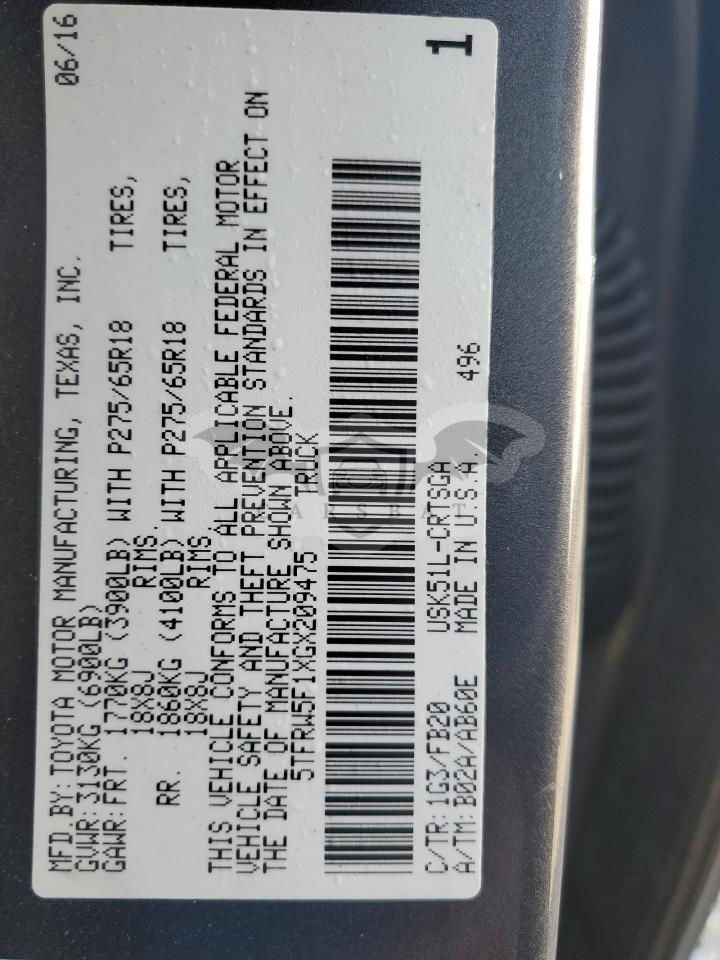 MFD.BY:TOYOTA MOTOR MANUFACTURING, TEXAS, INC. 06/16
GVWR:3130KG (6900LB)
GAWR:FRT. 1770KG (3900LB) WITH P275/65R18 TIRES,
18X8J RIMS.
RR. 1860KG (4100LB) WITH P275/65R18 TIRES,
18X8J RIMS.
THIS VEHICLE CONFORMS TO ALL APPLICABLE FEDERAL MOTOR
VEHICLE SAFETY AND THEFT PREVENTION STANDARDS IN EFFECT ON
THE DATE OF MANUFACTURE SHOWN ABOVE.
5TFRW5F1XGX209475 TRUCK
C/TR:1G3/FB20 USK51L-CRTSGA
A/TM:B02A/AB60E MADE IN U.S.A. 496
1